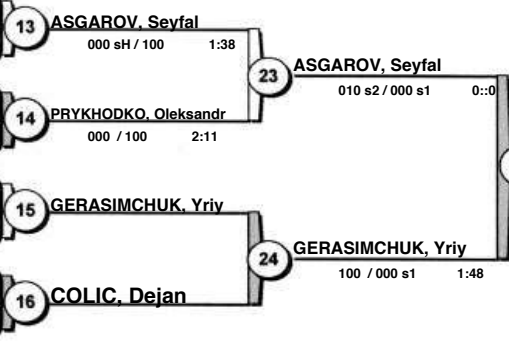 13 ASGAROV, Seyfal
000 sH / 100 1:38
23 ASGAROV, Seyfal
010 s2 / 000 s1 0::0
14 PRYKHODKO, Oleksandr
000 / 100 2:11
15 GERASIMCHUK, Yriy
24 GERASIMCHUK, Yriy
100 / 000 s1 1:48
16 COLIC, Dejan